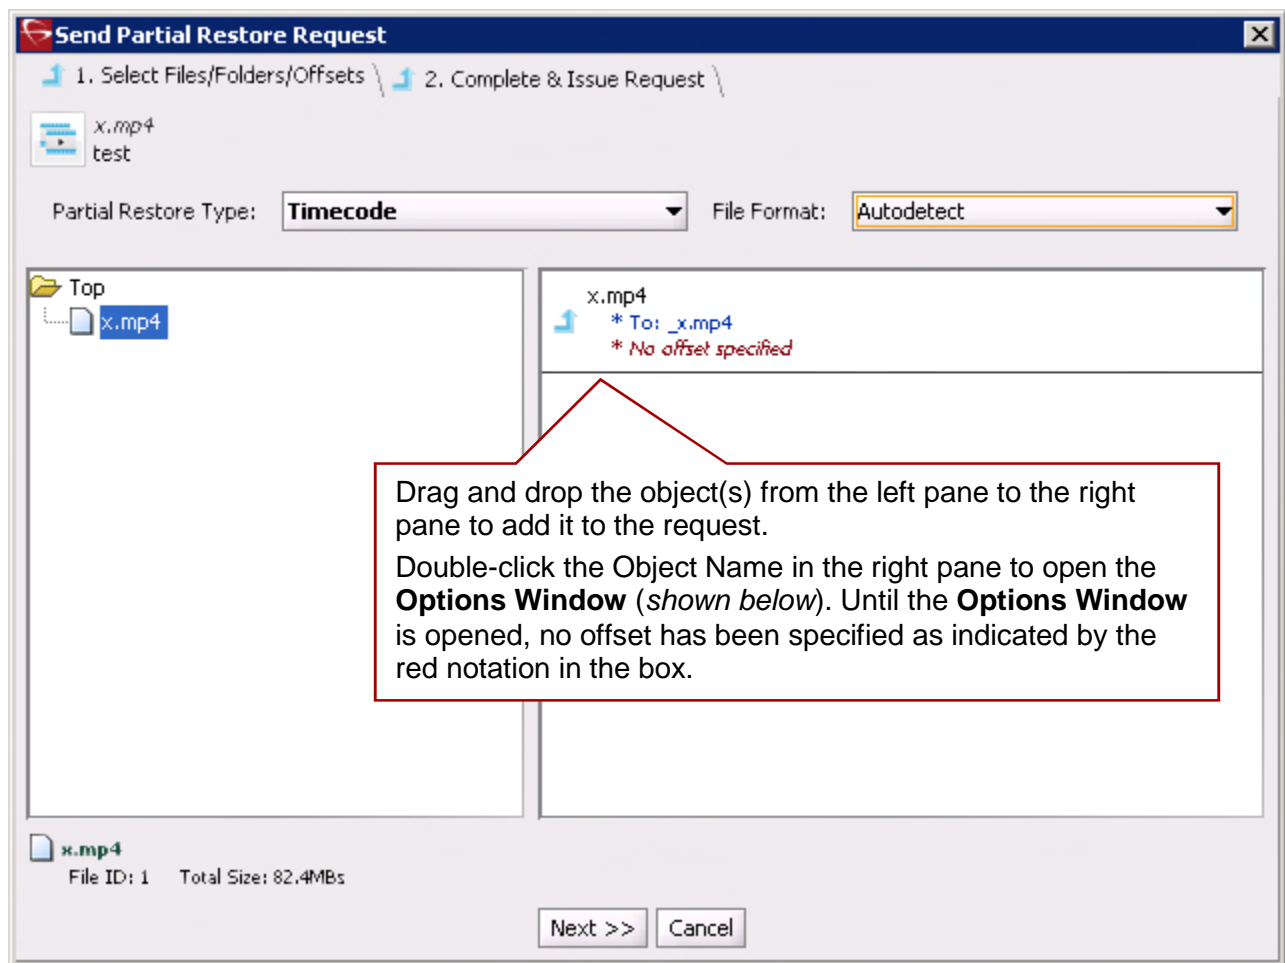 Send Partial Restore Request
1. Select Files/Folders/Offsets \ 2. Complete & Issue Request \
x.mp4
test
Partial Restore Type: Timecode File Format: Autodetect
Top
x.mp4
x.mp4
* To: _x.mp4
* No offset specified
Drag and drop the object(s) from the left pane to the right
pane to add it to the request.
Double-click the Object Name in the right pane to open the
Options Window (shown below). Until the Options Window
is opened, no offset has been specified as indicated by the
red notation in the box.
x.mp4
File ID: 1 Total Size: 82.4MBs
Next >> Cancel